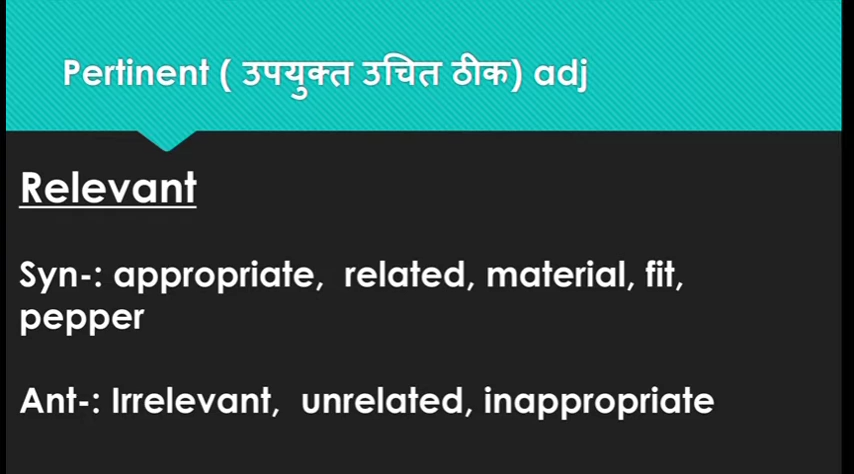 Pertinent ( उपयुक्त उचित ठीक) adj
Relevant
Syn-: appropriate, related, material, fit,
pepper
Ant-: Irrelevant, unrelated, inappropriate